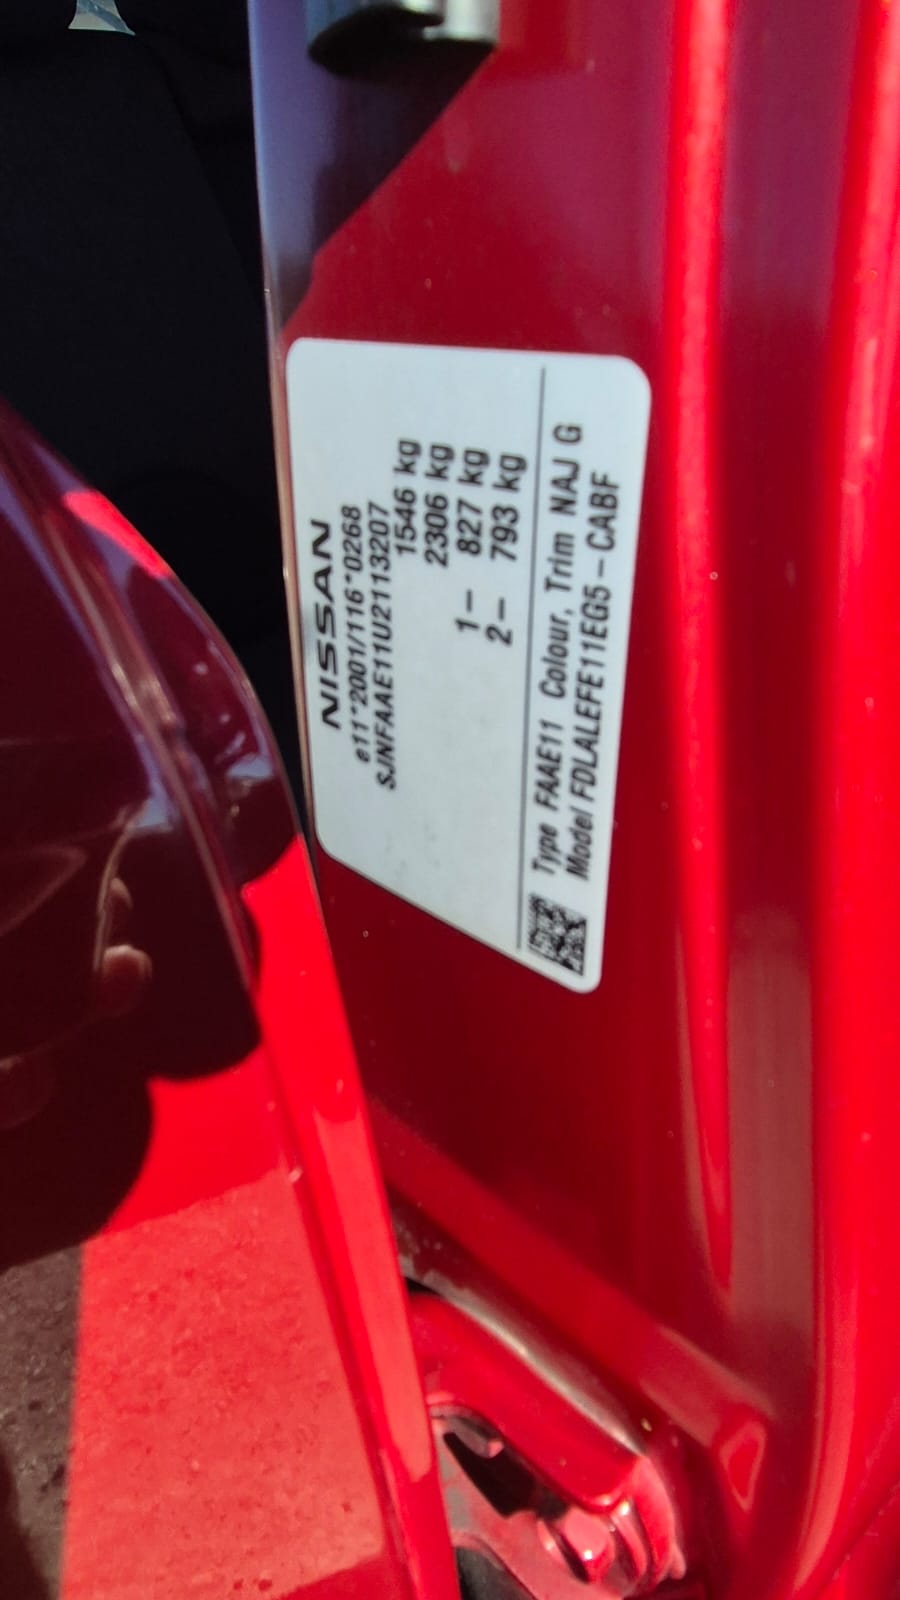 NISSAN
e11*2001/116*0268
SJNFAAE11U2113207
1546 kg
2306 kg
1– 827 kg
2– 793 kg
Type FAAE11 Colour, Trim NAJ G
Model FDLALEFE11EG5–CABF